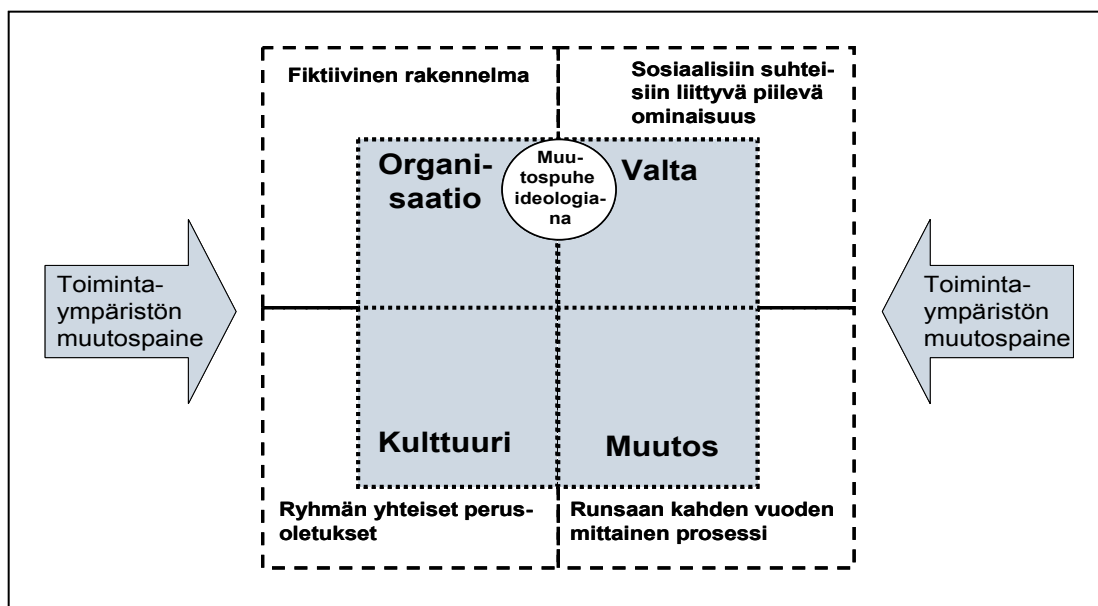 Fiktiivinen rakennelma
Sosiaalisiin suhtei-
siin liittyvä piilevä
ominaisuus
Organi-
saatio
Muu-
tospuhe
ideologia-
na
Valta
Toiminta-
ympäristön
muutospaine
Toiminta-
ympäristön
muutospaine
Kulttuuri
Muutos
Ryhmän yhteiset perus-
oletukset
Runsaan kahden vuoden
mittainen prosessi